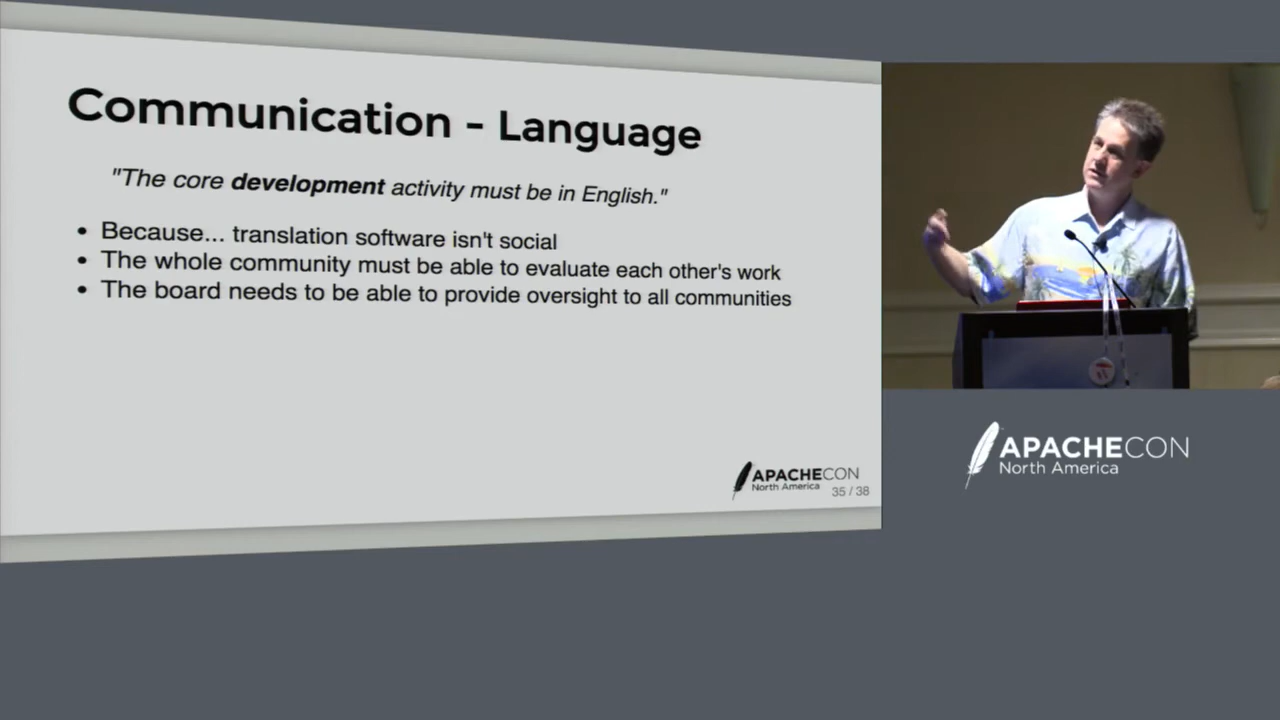 Communication - Language
"The core development activity must be in English."
• Because... translation software isn't social
• The whole community must be able to evaluate each other's work
• The board needs to be able to provide oversight to all communities
APACHECON
North America
35 / 38
APACHECON
North America